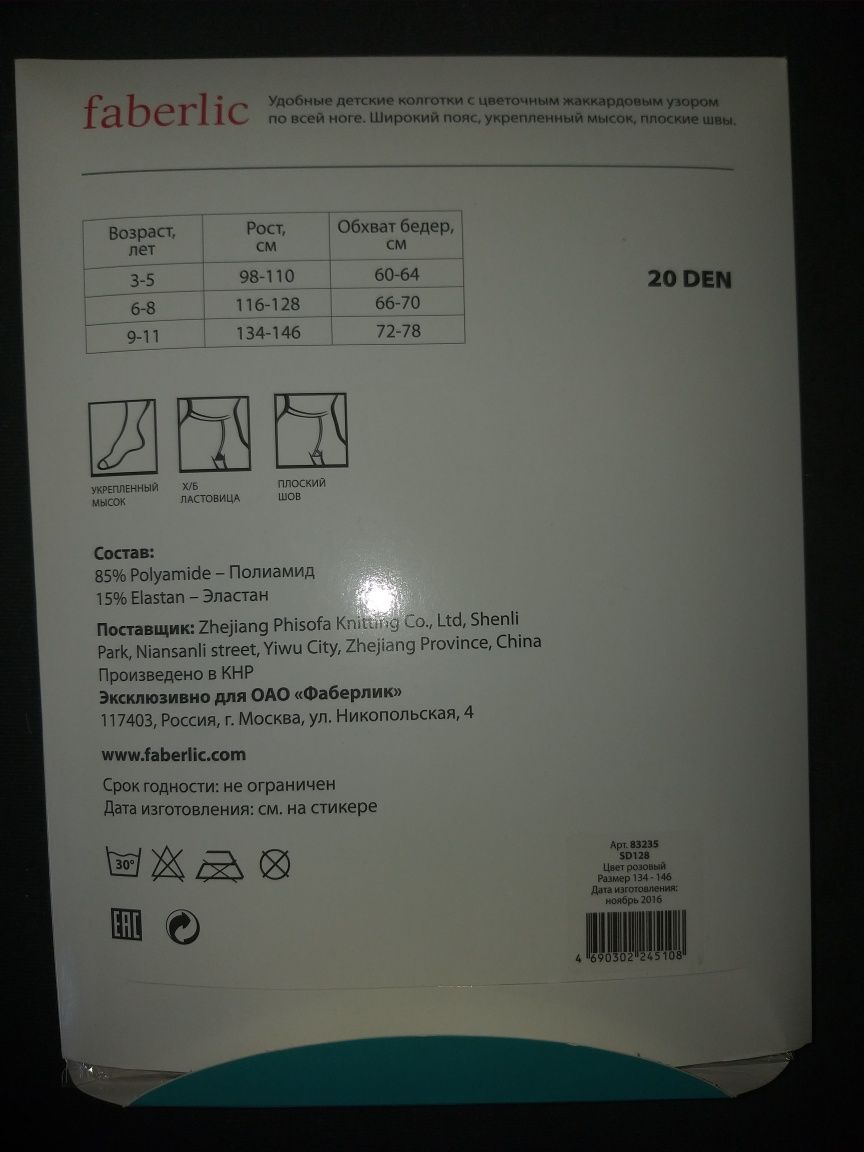 faberlic
Удобные детские колготки с цветочным жаккардовым узором
по всей ноге. Широкий пояс, укрепленный мысок, плоские швы.
Возраст, лет Рост, см Обхват бедер, см
3-5 98-110 60-64
6-8 116-128 66-70
9-11 134-146 72-78
20 DEN
УКРЕПЛЕННЫЙ
МЫСОК
Х/Б
ЛАСТОВИЦА
ПЛОСКИЙ
ШОВ
Состав:
85% Polyamide – Полиамид
15% Elastan – Эластан
Поставщик: Zhejiang Phisofa Knitting Co., Ltd, Shenli
Park, Niansanli street, Yiwu City, Zhejiang Province, China
Произведено в КНР
Эксклюзивно для ОАО «Фаберлик»
117403, Россия, г. Москва, ул. Никопольская, 4
www.faberlic.com
Срок годности: не ограничен
Дата изготовления: см. на стикере
30°
EAC
Арт. 83235
SD128
Цвет розовый
Размер 134 - 146
Дата изготовления:
ноябрь 2016
4 690302 245108